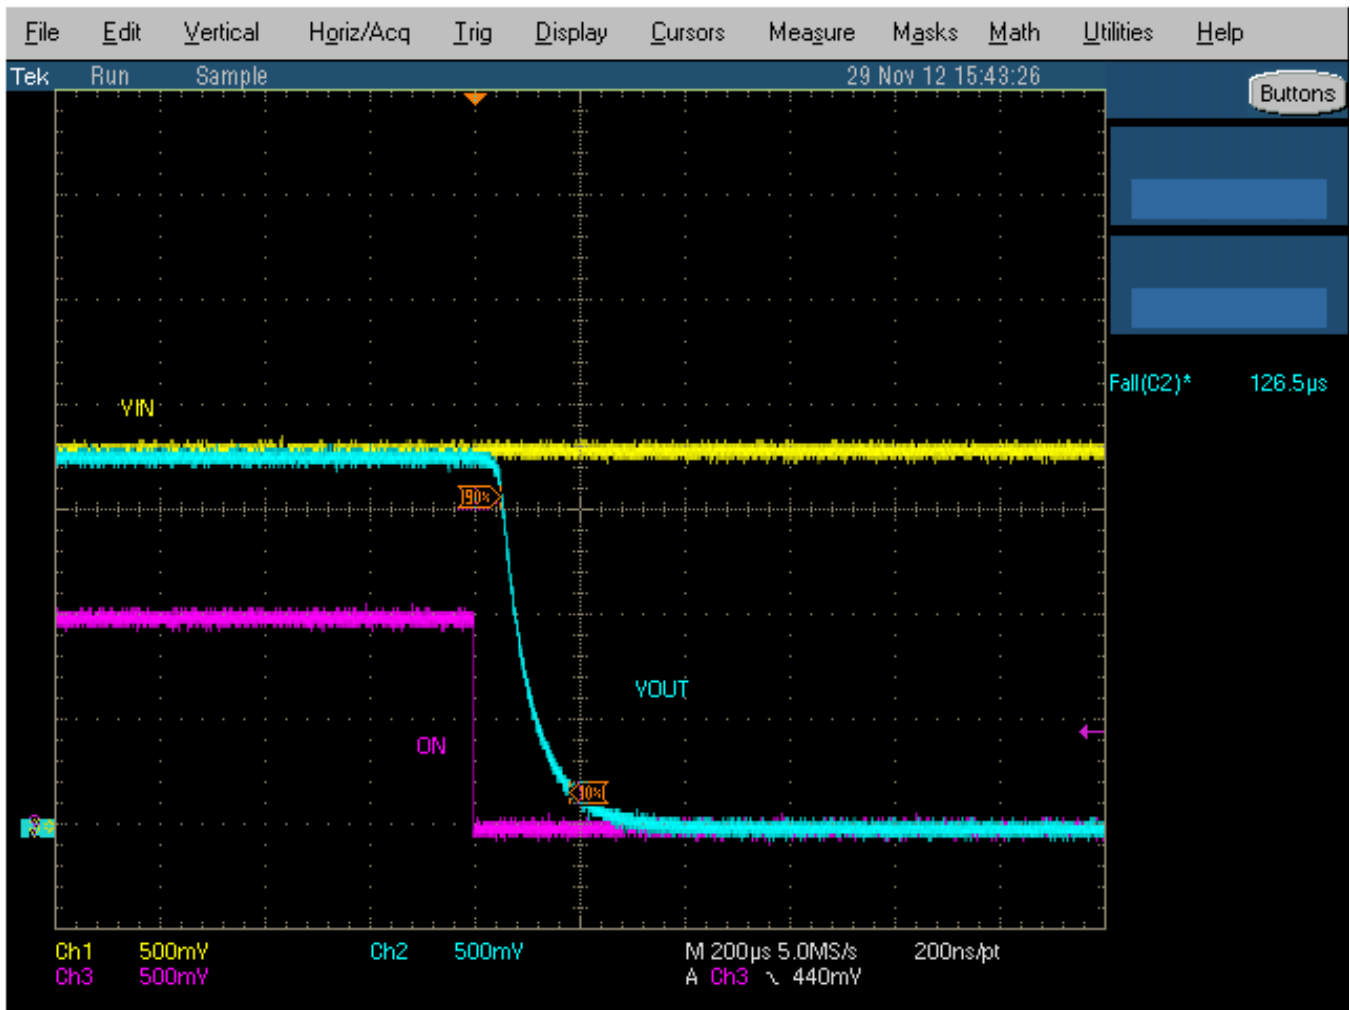 File Edit Vertical Horiz/Acq Trig Display Cursors Measure Masks Math Utilities Help
Tek Run Sample 29 Nov 12 15:43:26
Buttons
Fall(C2)* 126.5µs
VIN
90%
VOUT
ON
10%
Ch1 500mV Ch2 500mV M 200µs 5.0MS/s 200ns/pt
Ch3 500mV A Ch3 440mV